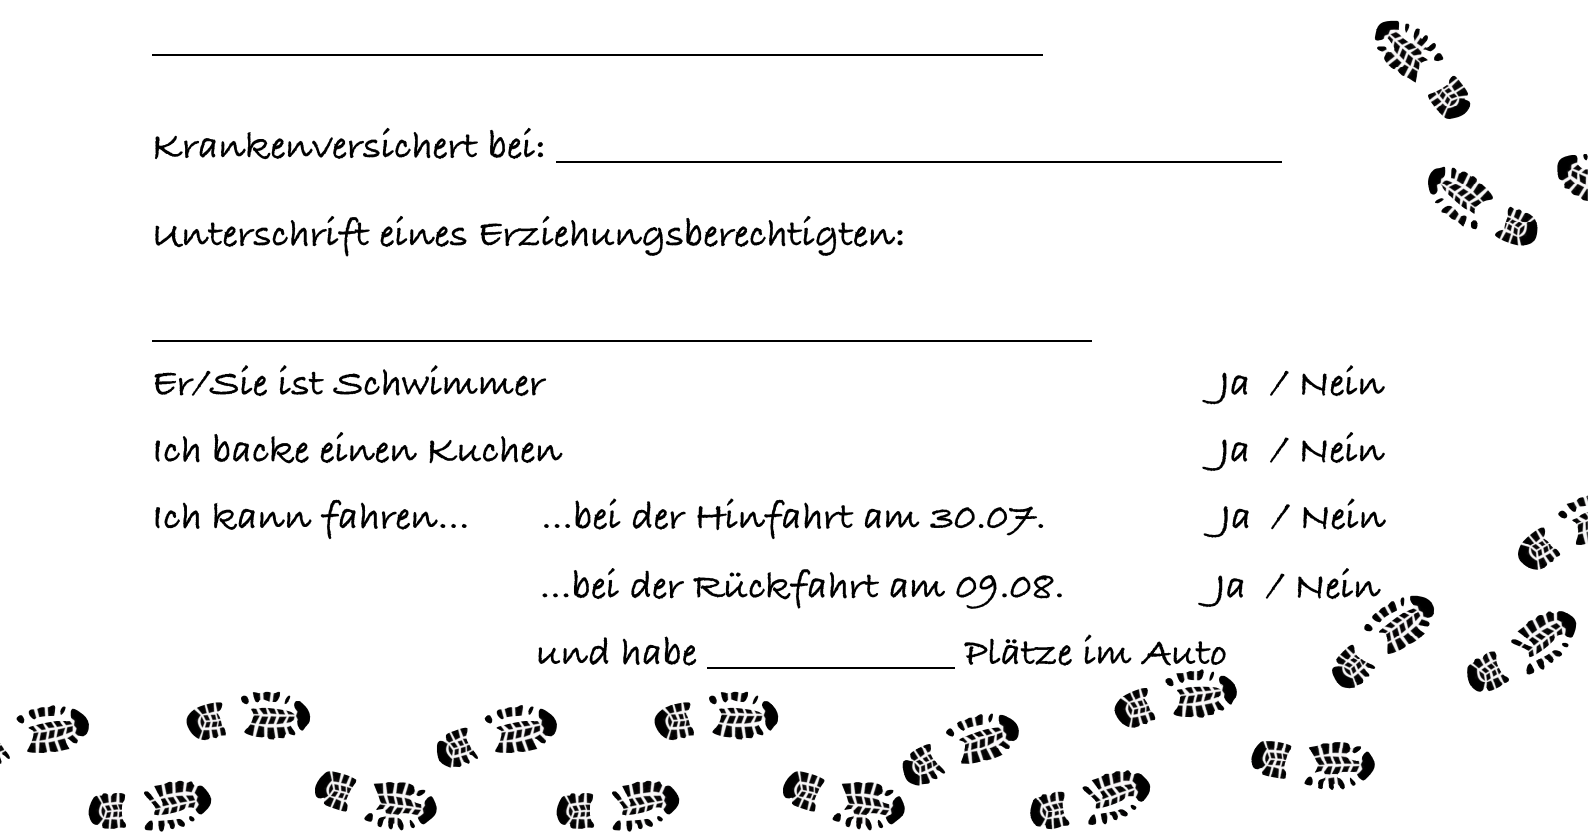 Krankenversichert bei: ____________________
Unterschrift eines Erziehungsberechtigten:
Er/Sie ist Schwimmer Ja / Nein
Ich backe einen Kuchen Ja / Nein
Ich kann fahren... ...bei der Hinfahrt am 30.07. Ja / Nein
...bei der Rückfahrt am 09.08. Ja / Nein
und habe __________ Plätze im Auto